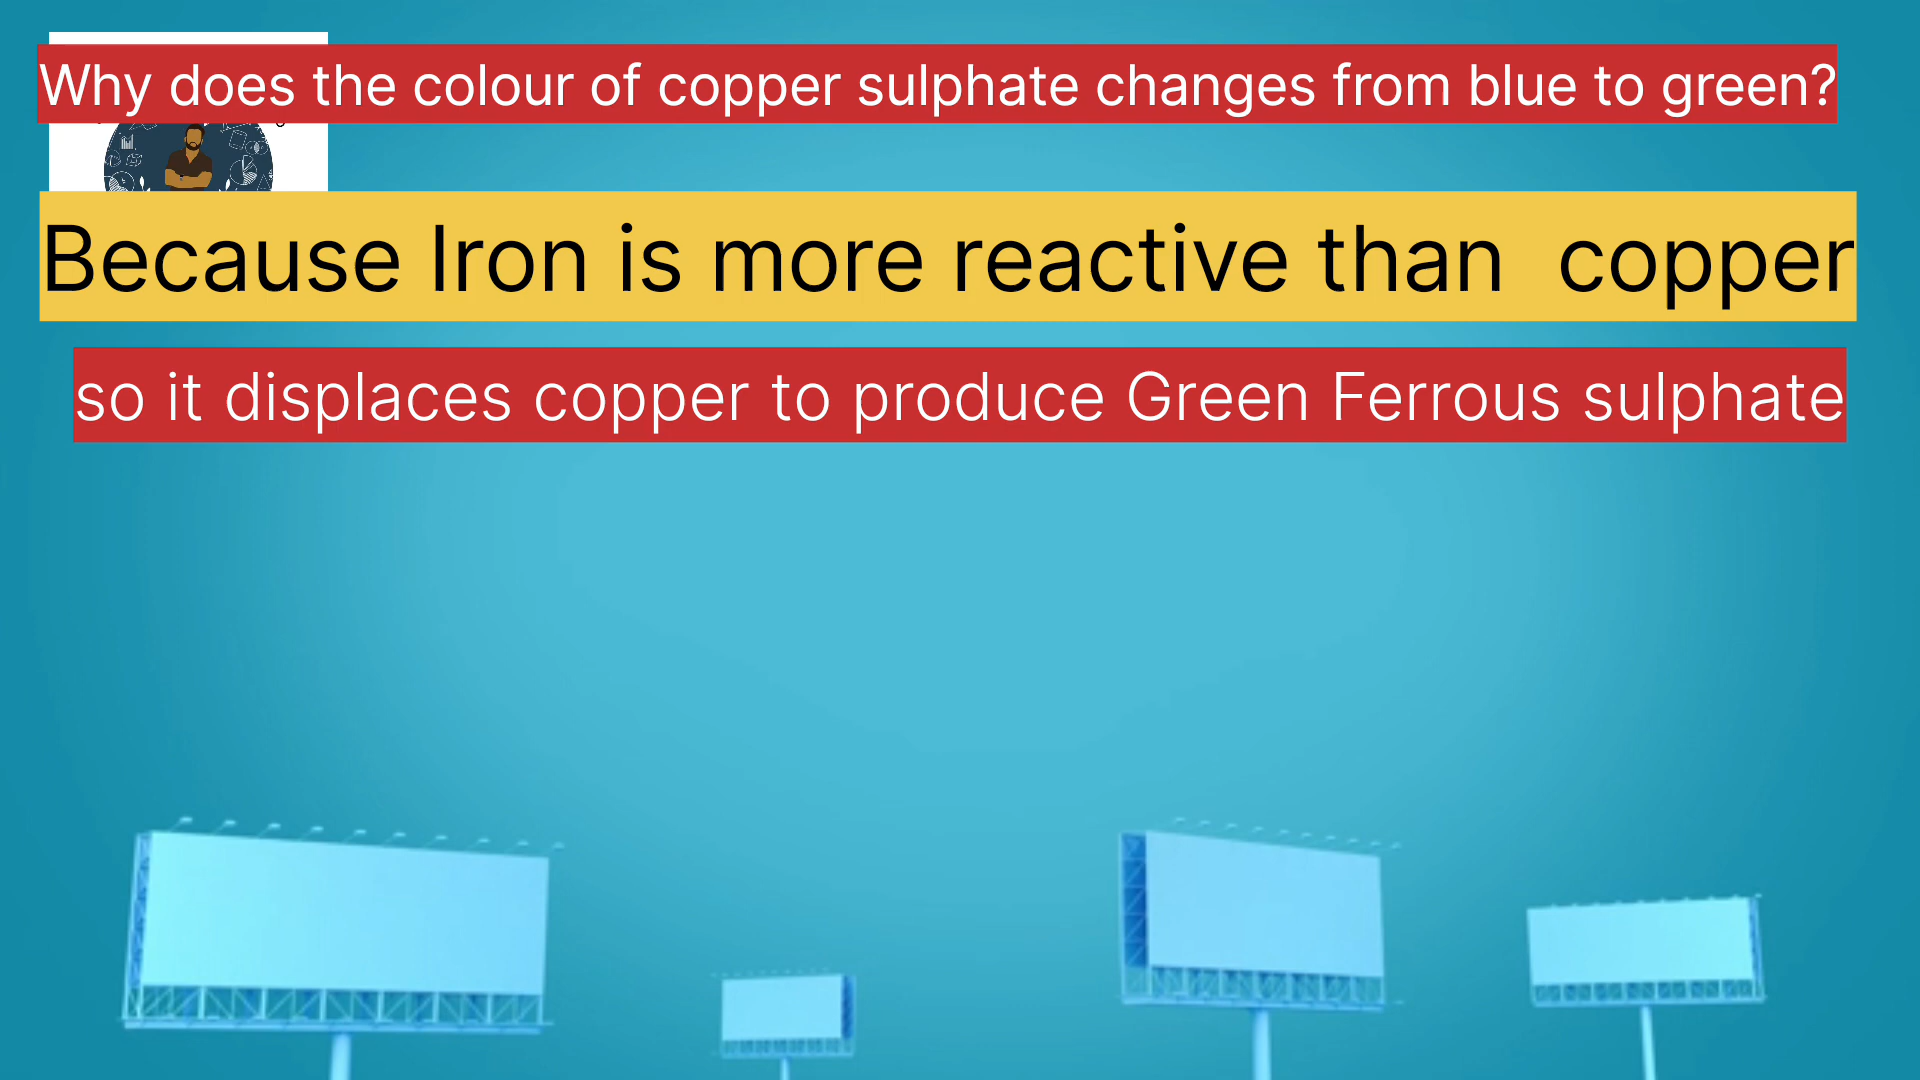 Why does the colour of copper sulphate changes from blue to green?
Because Iron is more reactive than  copper
so it displaces copper to produce Green Ferrous sulphate